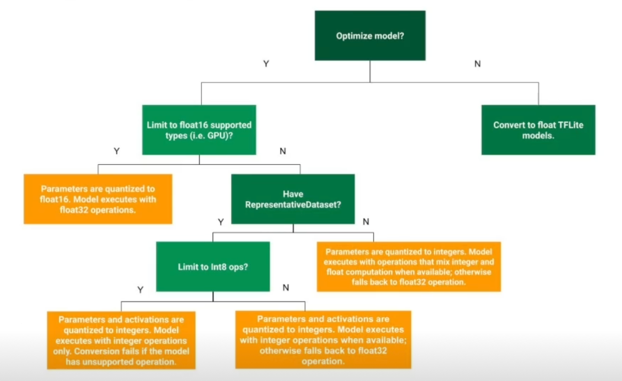 Optimize model?
Y
N
Limit to float16 supported
types (i.e. GPU)?
Convert to float TFLite
models.
Y
N
Parameters are quantized to
float16. Model executes with
float32 operations.
Have
RepresentativeDataset?
Y
N
Limit to Int8 ops?
Parameters are quantized to integers. Model
executes with operations that mix integer and
float computation when available; otherwise
falls back to float32 operation.
Y
N
Parameters and activations are
quantized to integers. Model
executes with integer operations
only. Conversion fails if the model
has unsupported operation.
Parameters and activations are
quantized to integers. Model executes
with integer operations when available;
otherwise falls back to float32
operation.